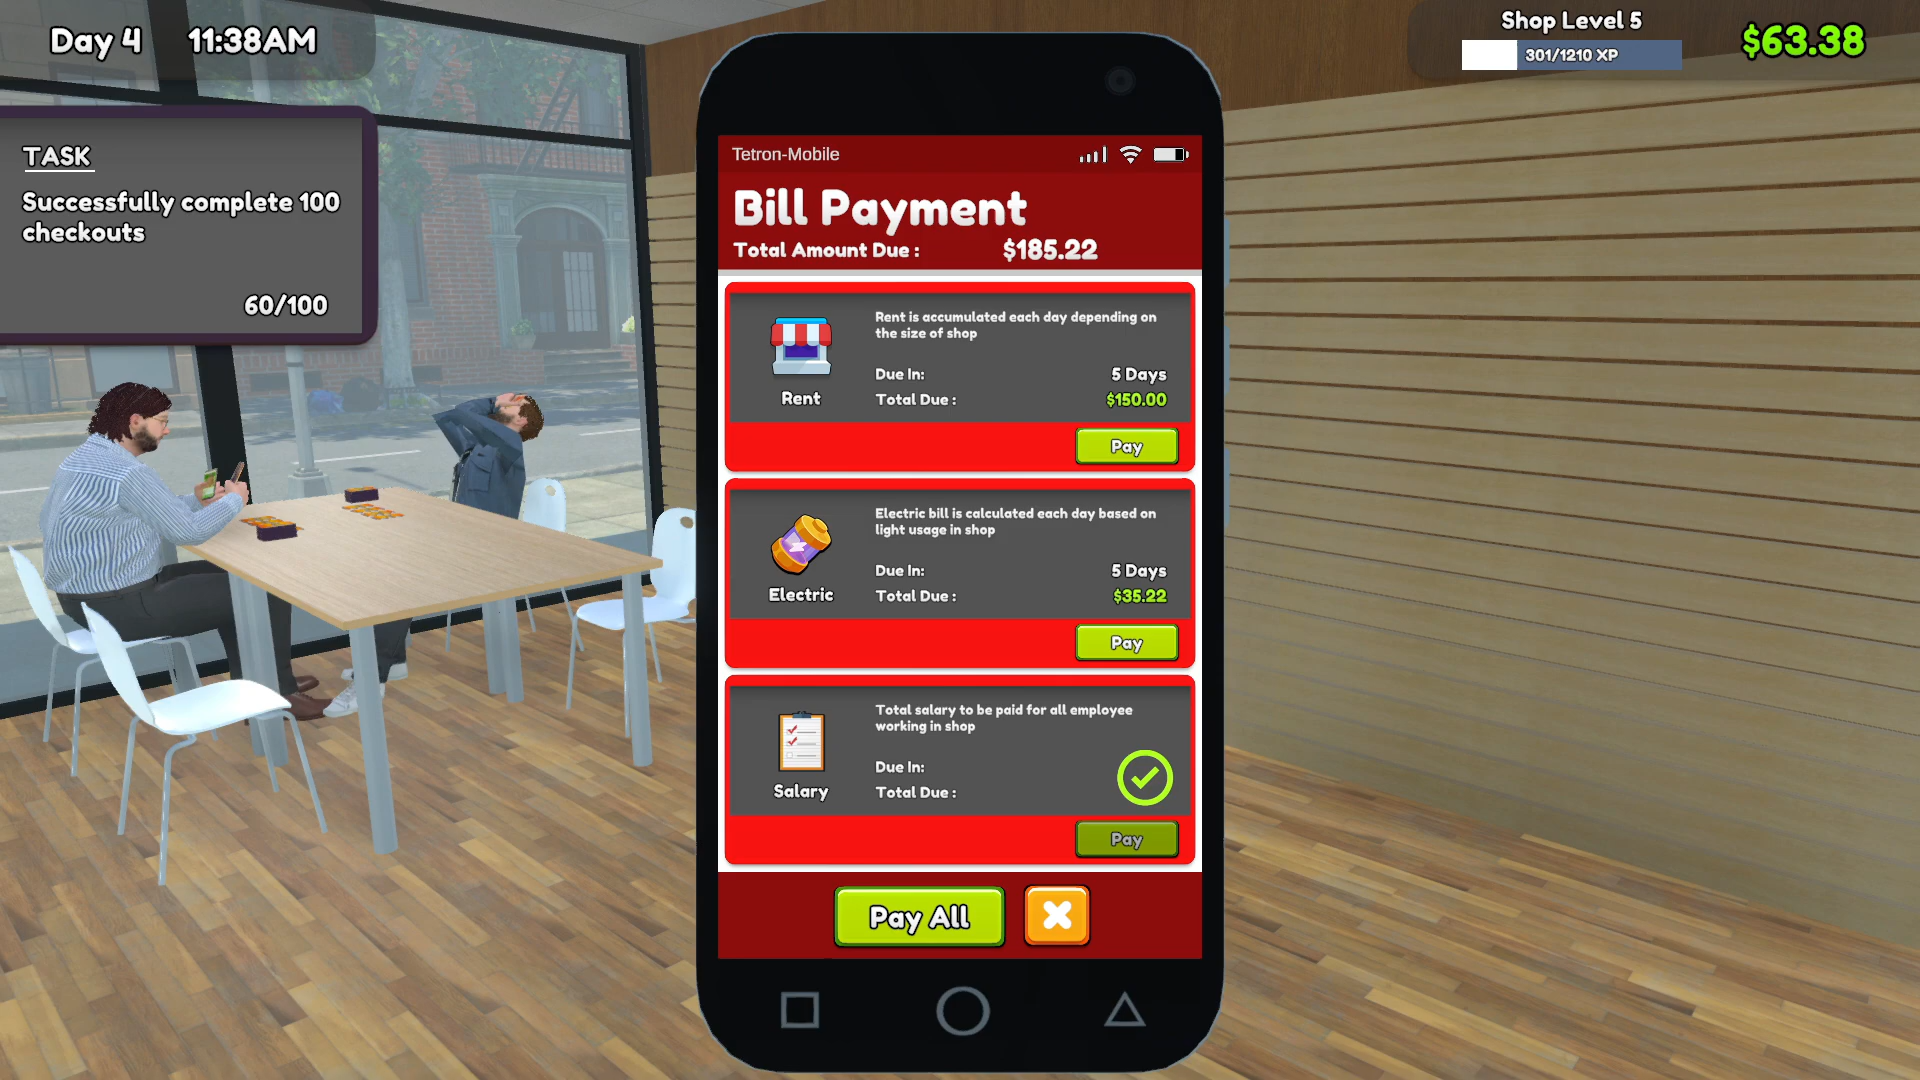 Day 4 11:38AM
Shop Level 5
301/1210 XP
$63.38
TASK
Successfully complete 100
checkouts
60/100
Tetron-Mobile
Bill Payment
Total Amount Due : $185.22
Rent is accumulated each day depending on
the size of shop
Due In: 5 Days
Total Due : $150.00
Rent
Pay
Electric bill is calculated each day based on
light usage in shop
Due In: 5 Days
Total Due : $35.22
Electric
Pay
Total salary to be paid for all employee
working in shop
Due In:
Total Due :
Salary
Pay
Pay All